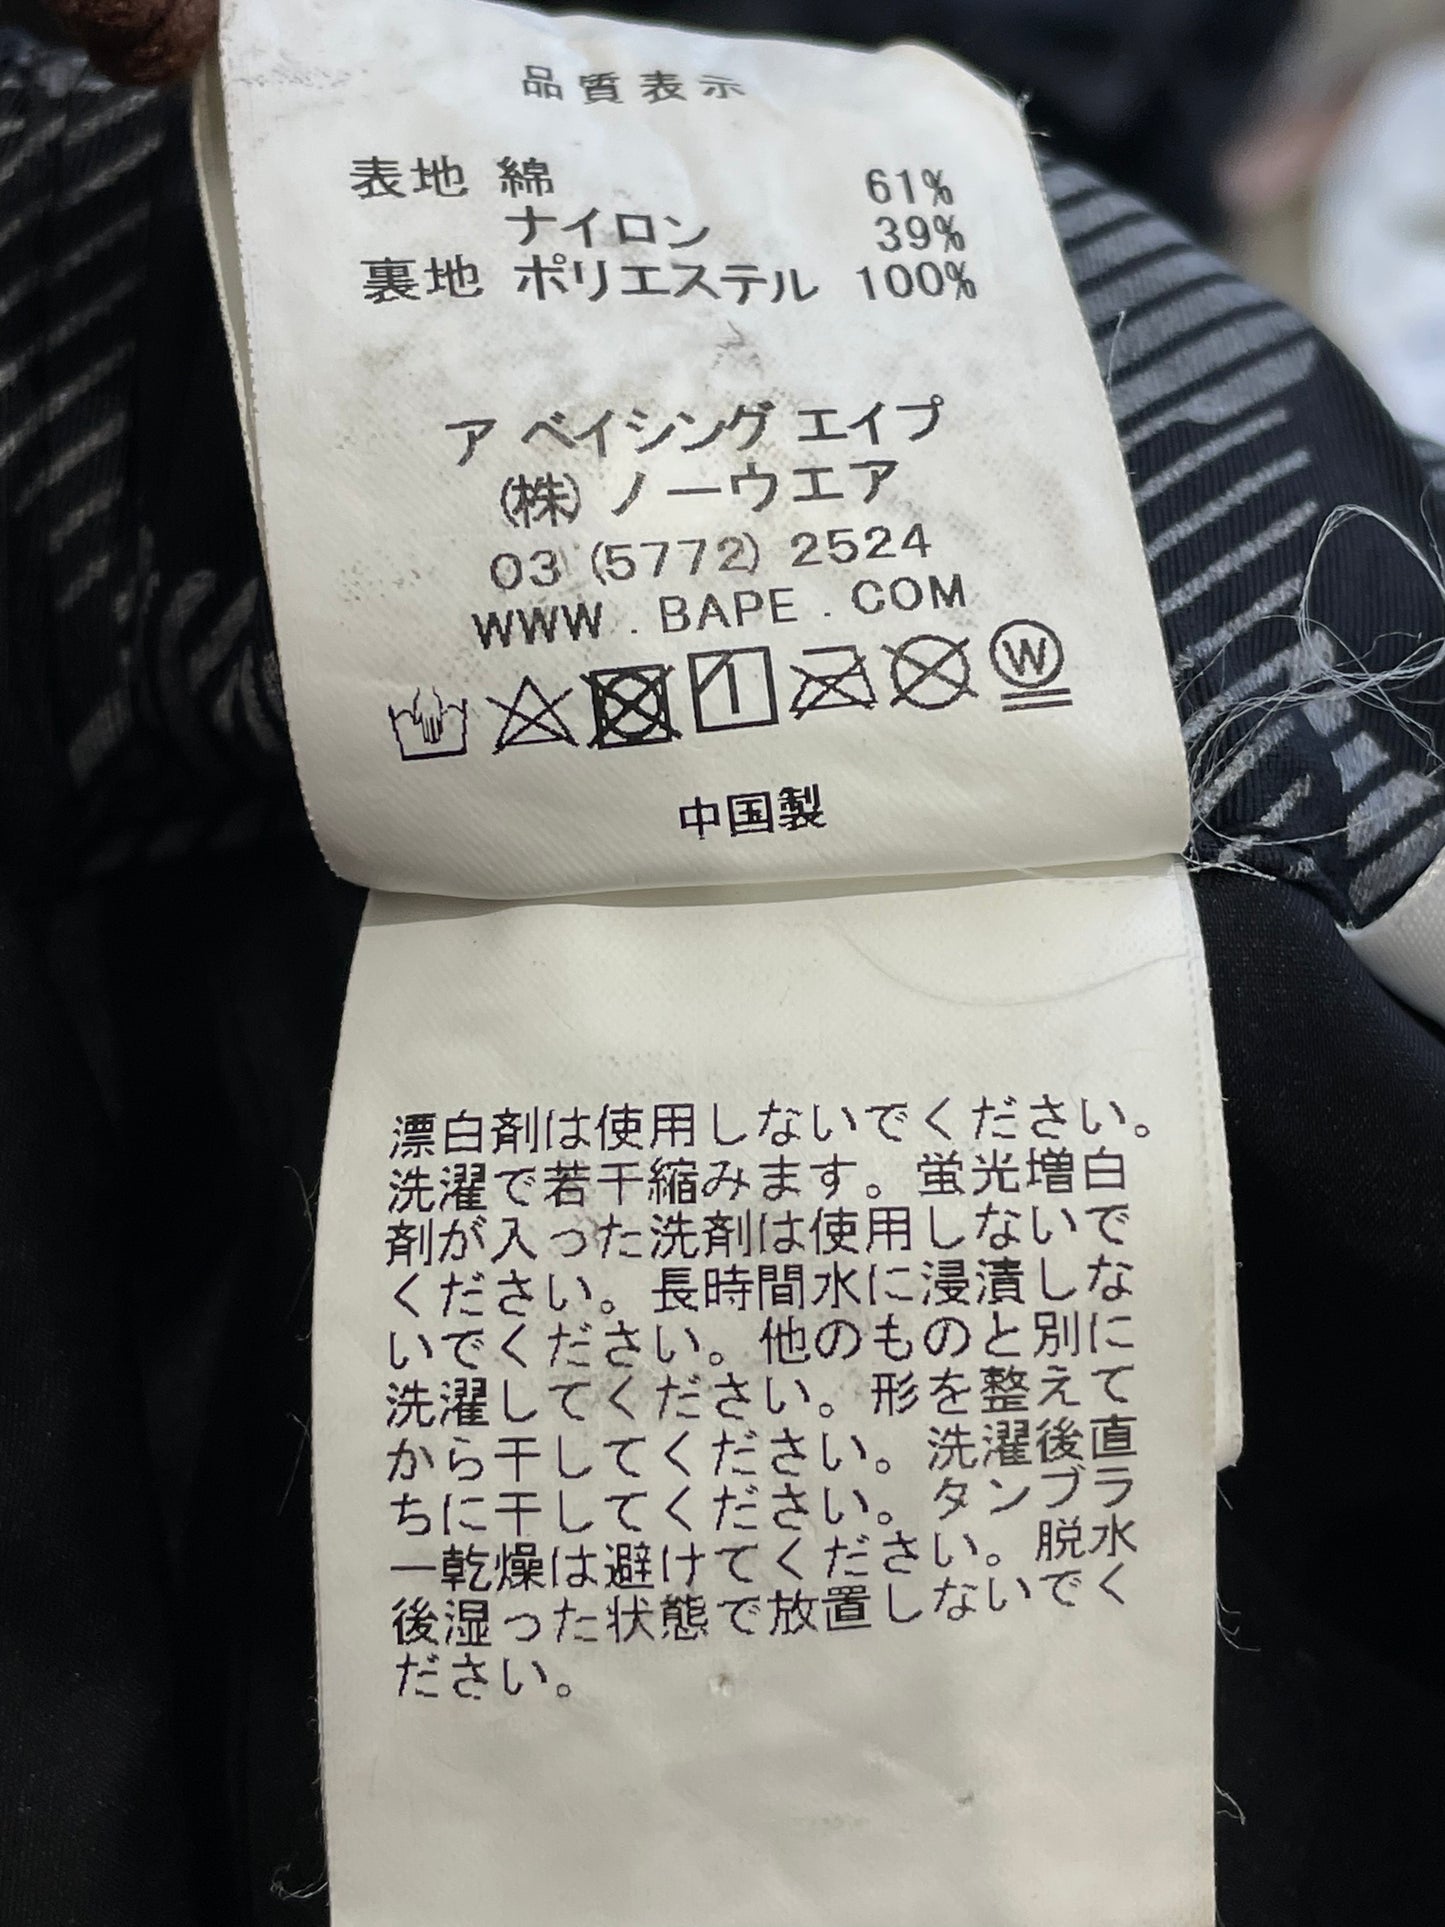 品質表示
表地 綿 61%
ナイロン 39%
裏地 ポリエステル 100%
ア ベイシング エイプ
(株) ノーウエア
03 (5772) 2524
WWW . BAPE . COM
W
中国製
漂白剤は使用しないでください。
洗濯で若干縮みます。蛍光増白
剤が入った洗剤は使用しないで
ください。長時間水に浸漬しな
いでください。他のものと別に
洗濯してください。形を整えて
から干してください。洗濯後直
ちに干してください。タンブラ
ー乾燥は避けてください。脱水
後湿った状態で放置しないでく
ださい。